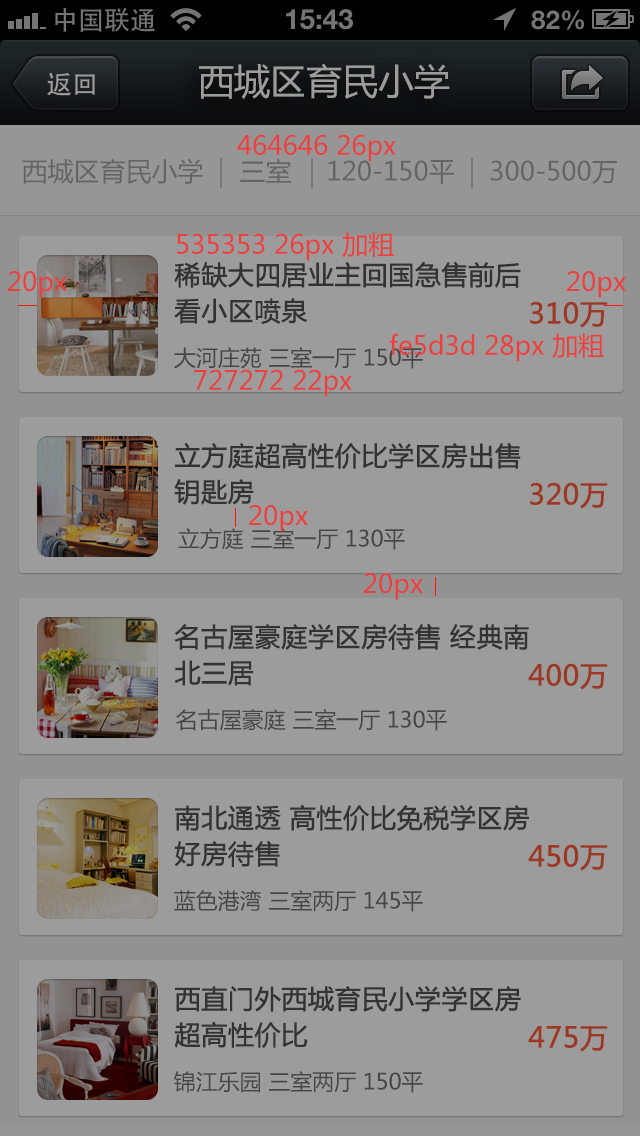 中国联通 15:43 82%
返回 西城区育民小学
464646 26px
西城区育民小学 三室 120-150平 300-500万
535353 26px 加粗
稀缺大四居业主回国急售前后
20px 20px
看小区喷泉
310万
fe5d3d 28px 加粗
大河庄苑 三室一厅 150平
727272 22px
立方庭超高性价比学区房出售
钥匙房
320万
20px
立方庭 三室一厅 130平
20px
名古屋豪庭学区房待售 经典南
北三居
400万
名古屋豪庭 三室一厅 130平
南北通透 高性价比免税学区房
好房待售
450万
蓝色港湾 三室两厅 145平
西直门外西城育民小学学区房
超高性价比
475万
锦江乐园 三室两厅 150平